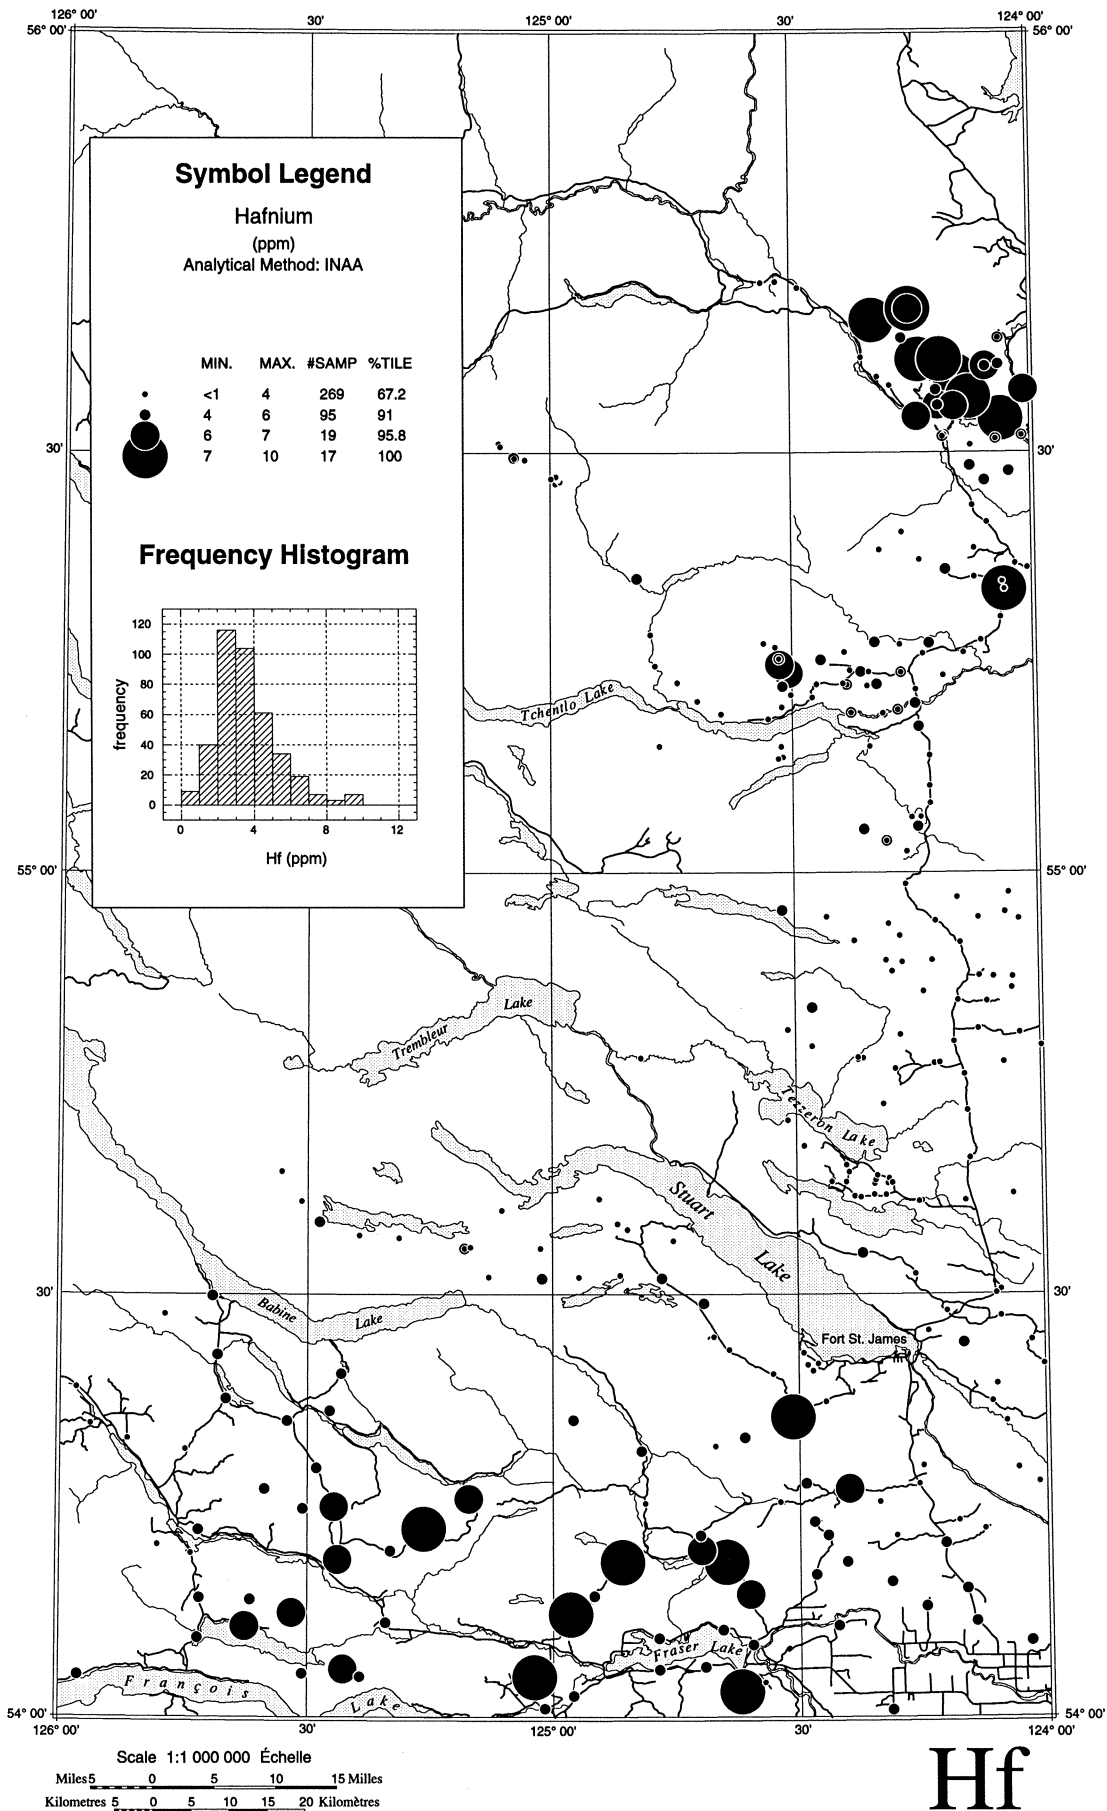 126° 00' 30' 125° 00' 30' 124° 00'
56° 00' 56° 00'
Symbol Legend
Hafnium
(ppm)
Analytical Method: INAA
MIN. MAX. #SAMP %TILE
<1 4 269 67.2
4 6 95 91
6 7 19 95.8
7 10 17 100
30' 30'
Frequency Histogram
120
100
80
60
40
20
0
frequency
0 4 8 12
Hf (ppm)
Tchentlo Lake
55° 00' 55° 00'
Trembleur Lake
Tezzeron Lake
Stuart Lake
30' 30'
Babine Lake
Fort St. James
Fraser Lake
François Lake
54° 00' 54° 00'
126° 00' 30' 125° 00' 30' 124° 00'
Scale 1:1 000 000 Échelle
Miles 5 0 5 10 15 Milles
Kilometres 5 0 5 10 15 20 Kilomètres
Hf